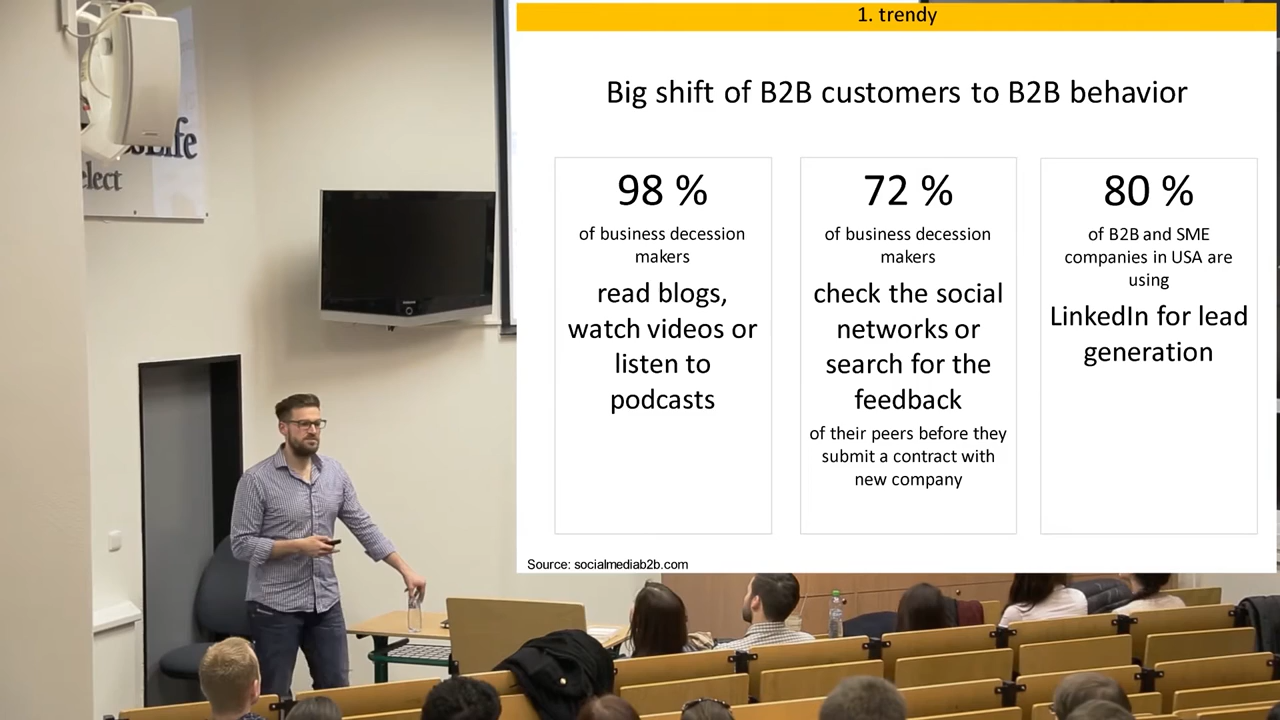 1. trendy
Big shift of B2B customers to B2B behavior
98 %
of business decession
makers
read blogs,
watch videos or
listen to
podcasts
72 %
of business decession
makers
check the social
networks or
search for the
feedback
of their peers before they
submit a contract with
new company
80 %
of B2B and SME
companies in USA are
using
LinkedIn for lead
generation
Source: socialmediab2b.com